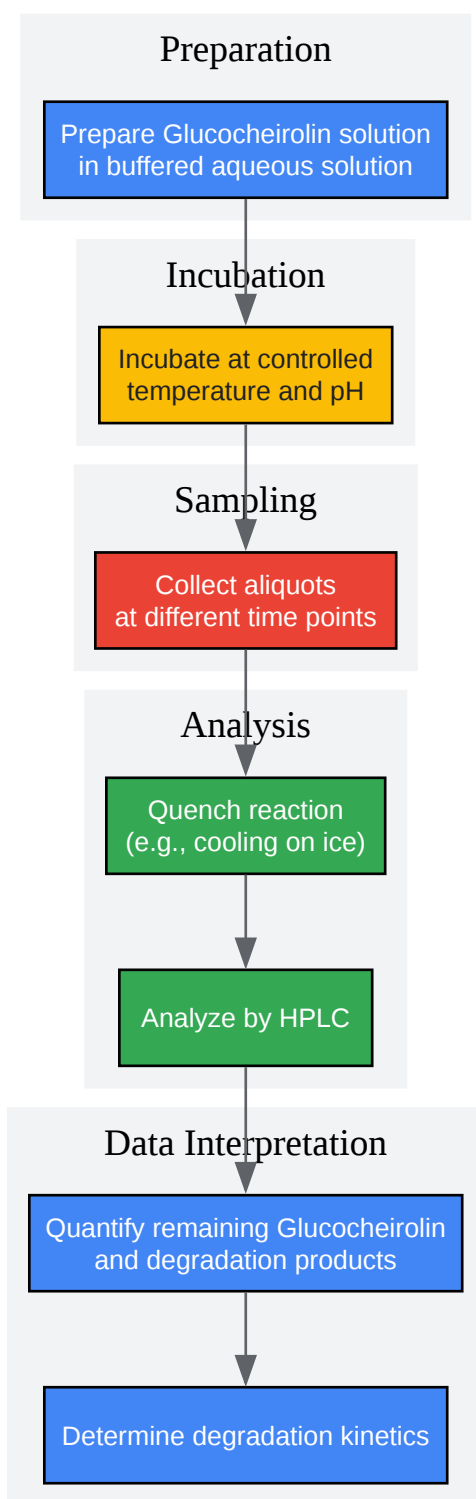 Preparation
Prepare Glucocheirolin solution
in buffered aqueous solution
Incubation
Incubate at controlled
temperature and pH
Sampling
Collect aliquots
at different time points
Analysis
Quench reaction
(e.g., cooling on ice)
Analyze by HPLC
Data Interpretation
Quantify remaining Glucocheirolin
and degradation products
Determine degradation kinetics